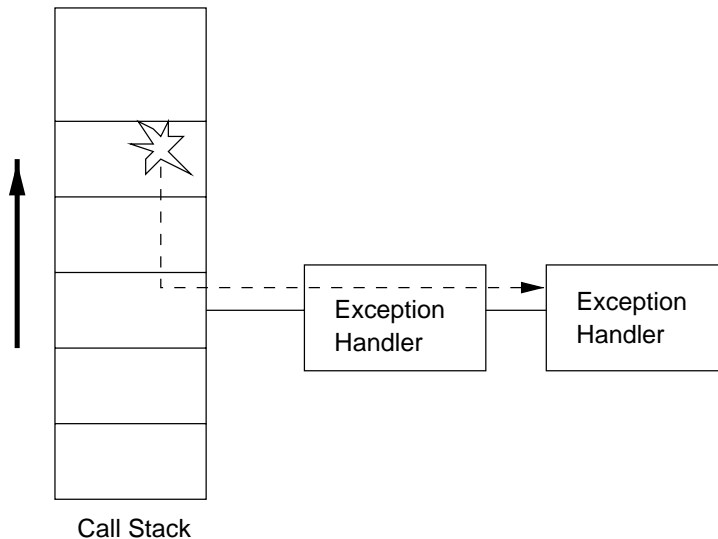 Exception
Handler
Exception
Handler
Call Stack